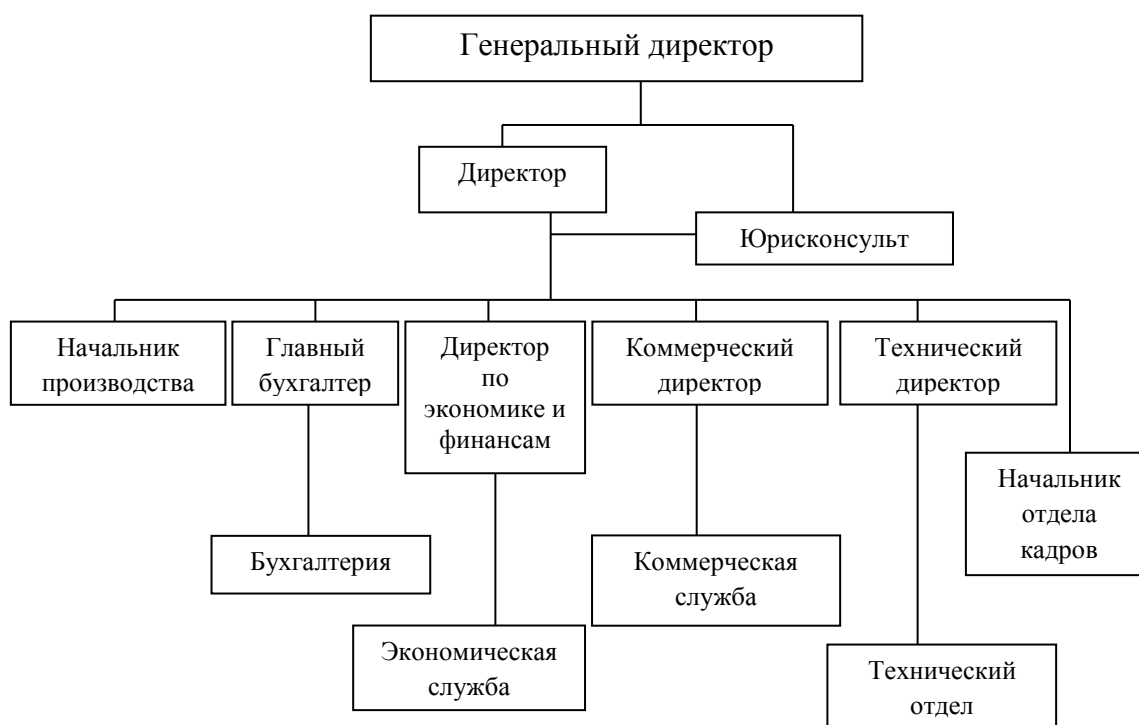 Генеральный директор
Директор
Юрисконсульт
Начальник
производства
Главный
бухгалтер
Директор
по
экономике и
финансам
Коммерческий
директор
Технический
директор
Начальник
отдела
кадров
Бухгалтерия
Коммерческая
служба
Экономическая
служба
Технический
отдел